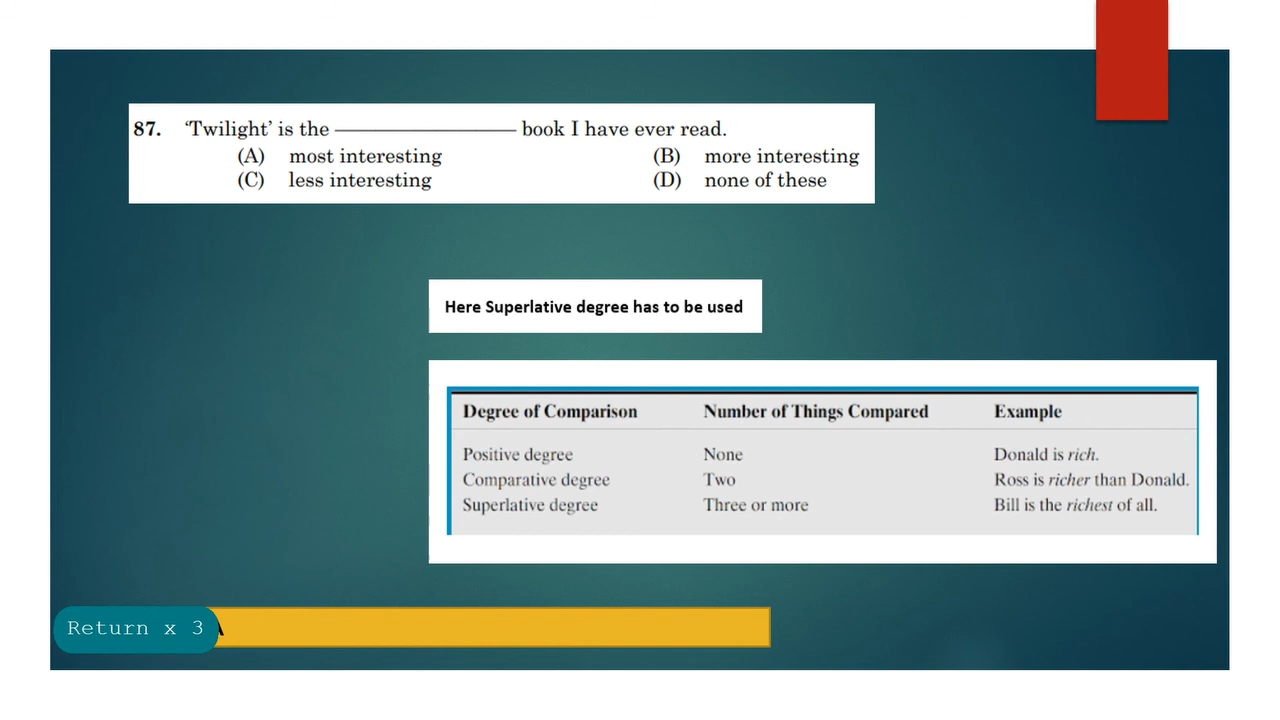 87. ‘Twilight’ is the ———————— book I have ever read.
(A) most interesting (B) more interesting
(C) less interesting (D) none of these
Here Superlative degree has to be used
Degree of Comparison Number of Things Compared Example
Positive degree None Donald is rich.
Comparative degree Two Ross is richer than Donald.
Superlative degree Three or more Bill is the richest of all.
Return x 3